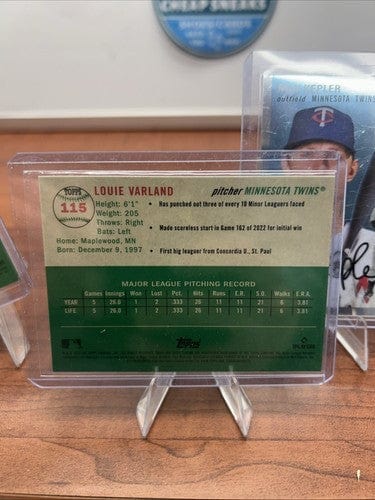 CHEAP SNEAKS
KEPLER
outfield MINNESOTA TWINS
TOPPS
115
LOUIE VARLAND
pitcher MINNESOTA TWINS®
Height: 6'1"
Weight: 205
Throws: Right
Bats: Left
Home: Maplewood, MN
Born: December 9, 1997
• Has punched out three of every 10 Minor Leaguers faced
• Made scoreless start in Game 162 of 2022 for initial win
• First big leaguer from Concordia U., St. Paul
MAJOR LEAGUE PITCHING RECORD
Games Innings Won Lost Pct. Hits Runs E.R. S.O. Walks E.R.A.
YEAR 5 26.0 1 2 .333 26 11 11 21 6 3.81
LIFE 5 26.0 1 2 .333 26 11 11 21 6 3.81
Topps
PLAYERS